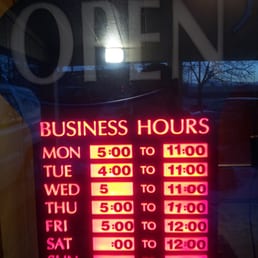 OPEN
BUSINESS HOURS
MON 5:00 TO 11:00
TUE 4:00 TO 11:00
WED 5 TO 11:00
THU 5:00 TO 11:00
FRI 5:00 TO 12:00
SAT :00 TO 12:00